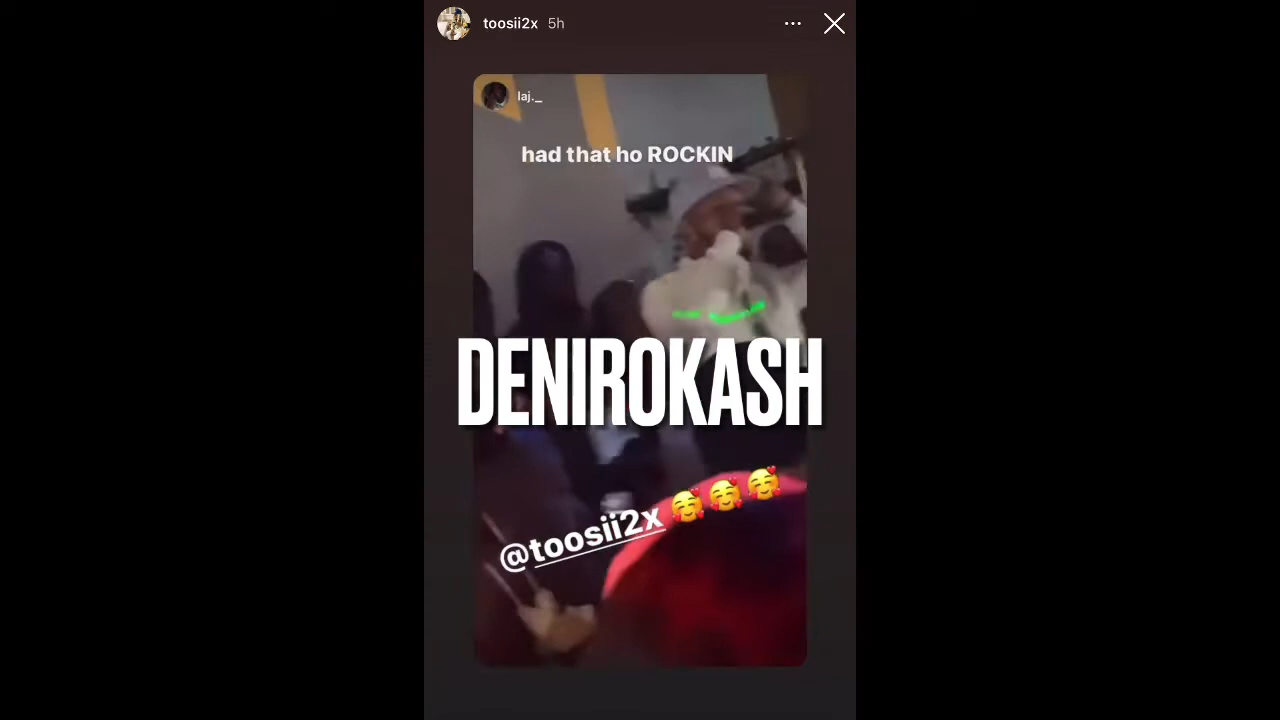 toosii2x 5h
laj._
had that ho ROCKIN
DENIROKASH
@toosii2x 🥰🥰🥰